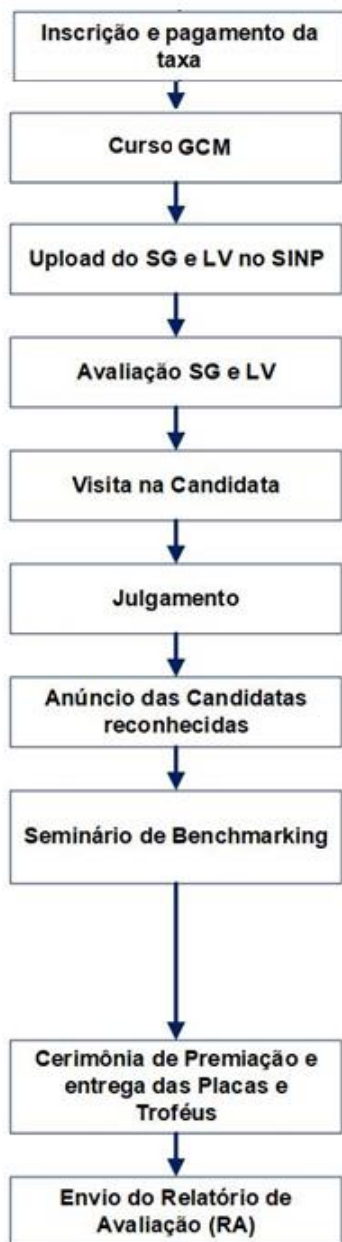 Inscrição e pagamento da
taxa
Curso GCM
Upload do SG e LV no SINP
Avaliação SG e LV
Visita na Candidata
Julgamento
Anúncio das Candidatas
reconhecidas
Seminário de Benchmarking
Cerimônia de Premiação e
entrega das Placas e
Troféus
Envio do Relatório de
Avaliação (RA)